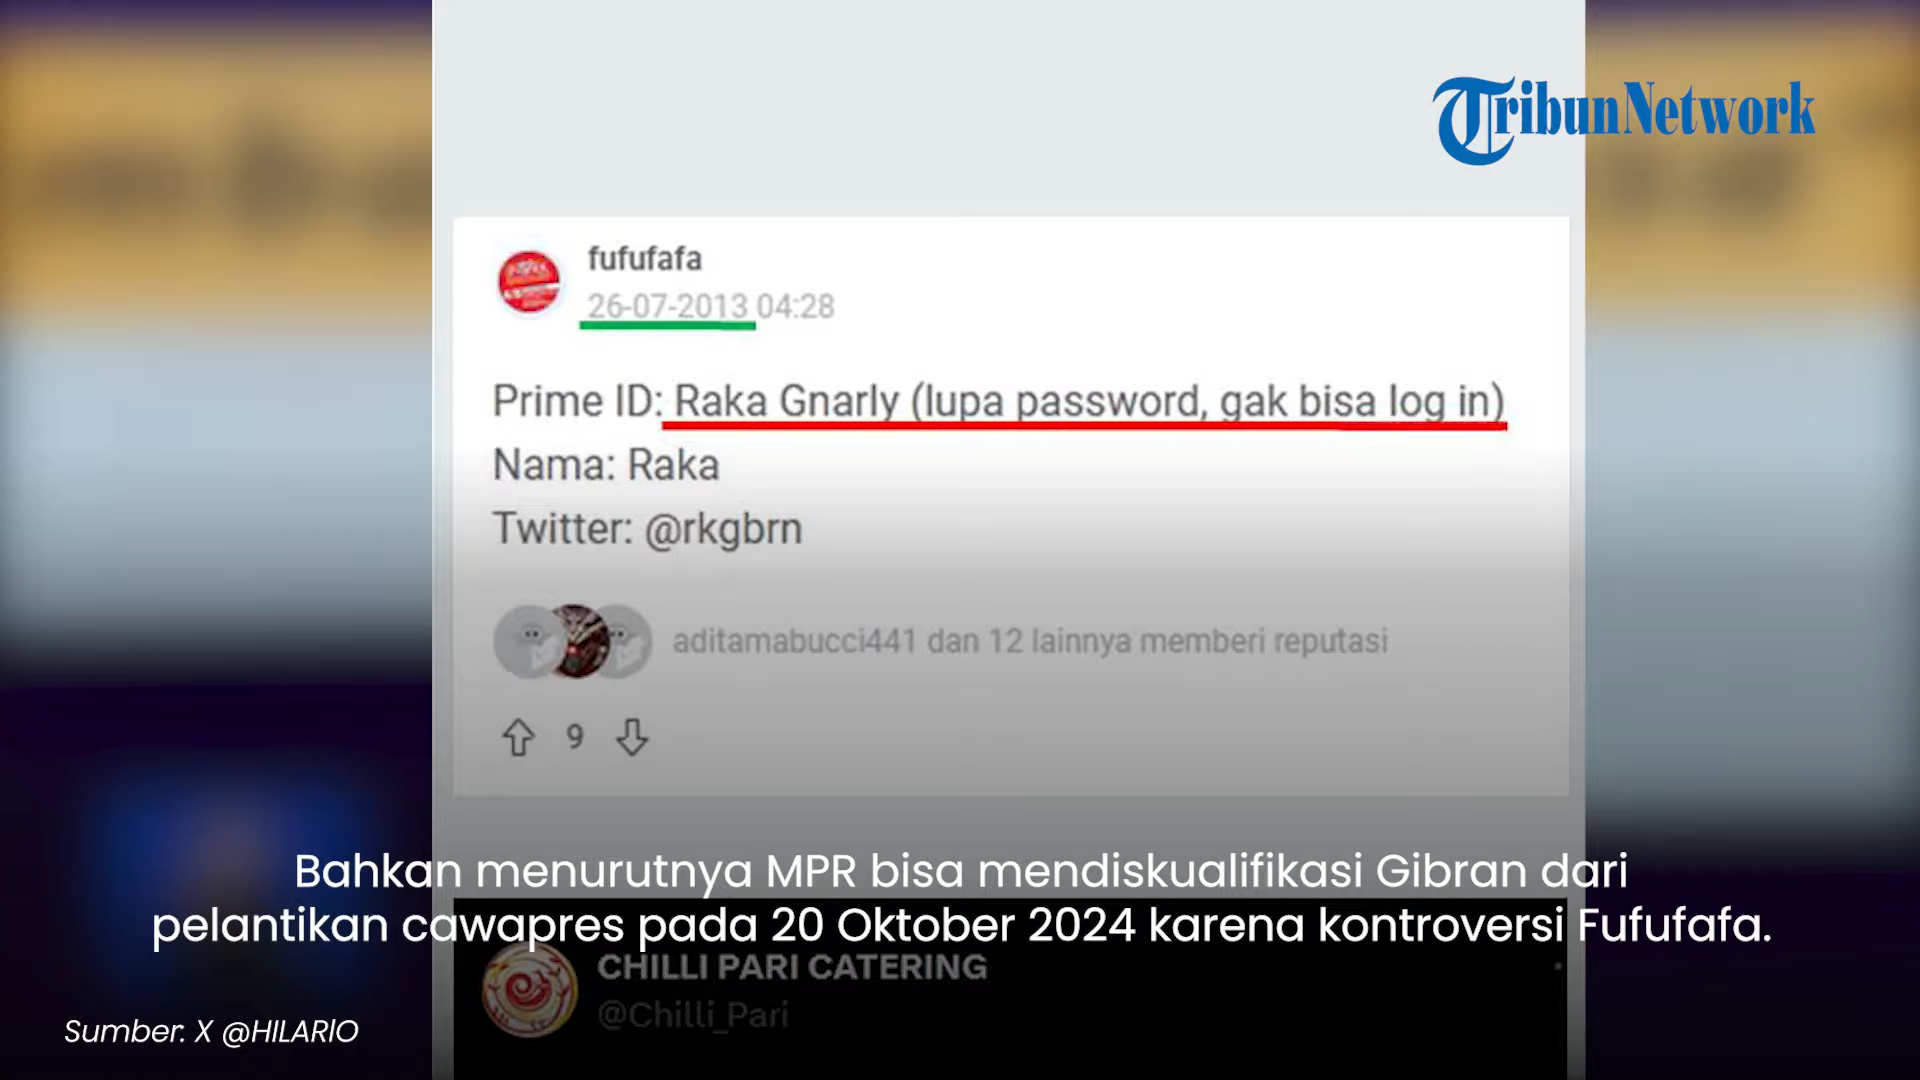 TribunNetwork
fufufafa
26-07-2013 04:28
Prime ID: Raka Gnarly (lupa password, gak bisa log in)
Nama: Raka
Twitter: @rkgbrn
aditamabucci441 dan 12 lainnya memberi reputasi
9
Bahkan menurutnya MPR bisa mendiskualifikasi Gibran dari
pelantikan cawapres pada 20 Oktober 2024 karena kontroversi Fufufafa.
CHILLI PARI CATERING
@Chilli_Pari
Sumber: X @HILARIO